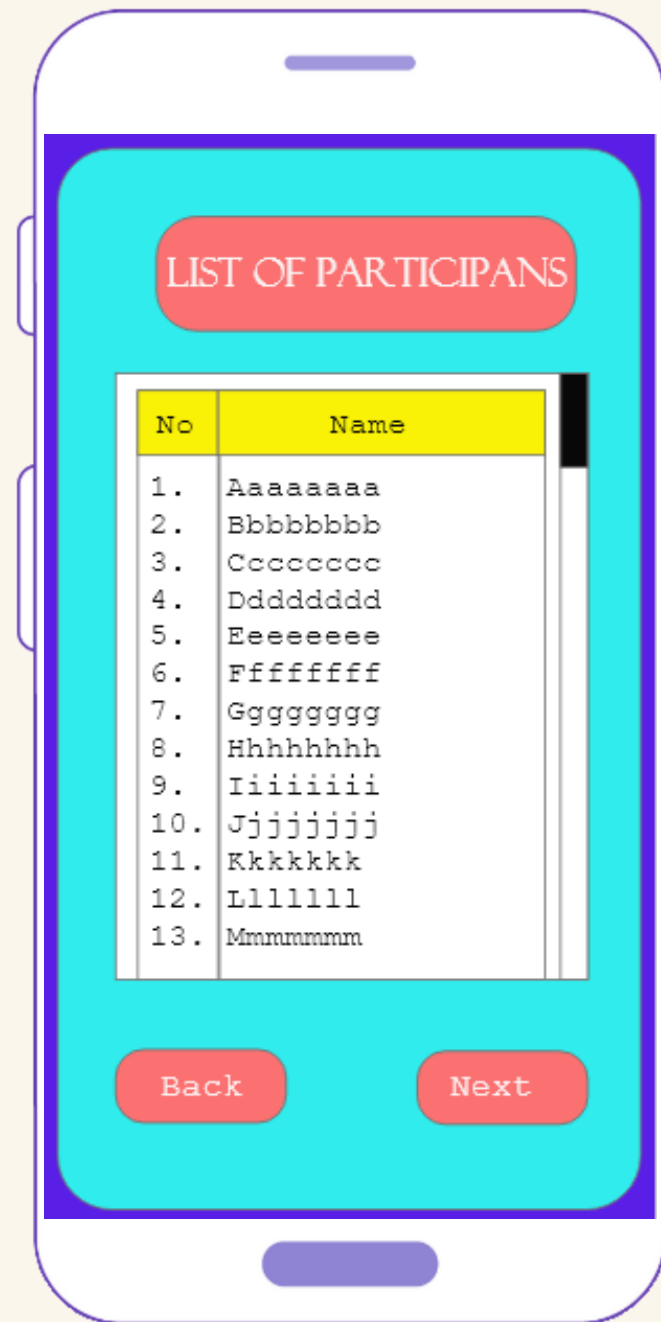 LIST OF PARTICIPANS
No Name
1. Aaaaaaaa
2. Bbbbbbbb
3. Cccccccc
4. Dddddddd
5. Eeeeeeee
6. Ffffffff
7. Gggggggg
8. Hhhhhhhh
9. Iiiiiiii
10. Jjjjjjjj
11. Kkkkkkk
12. Lllllll
13. Mmmmmmm
Back Next